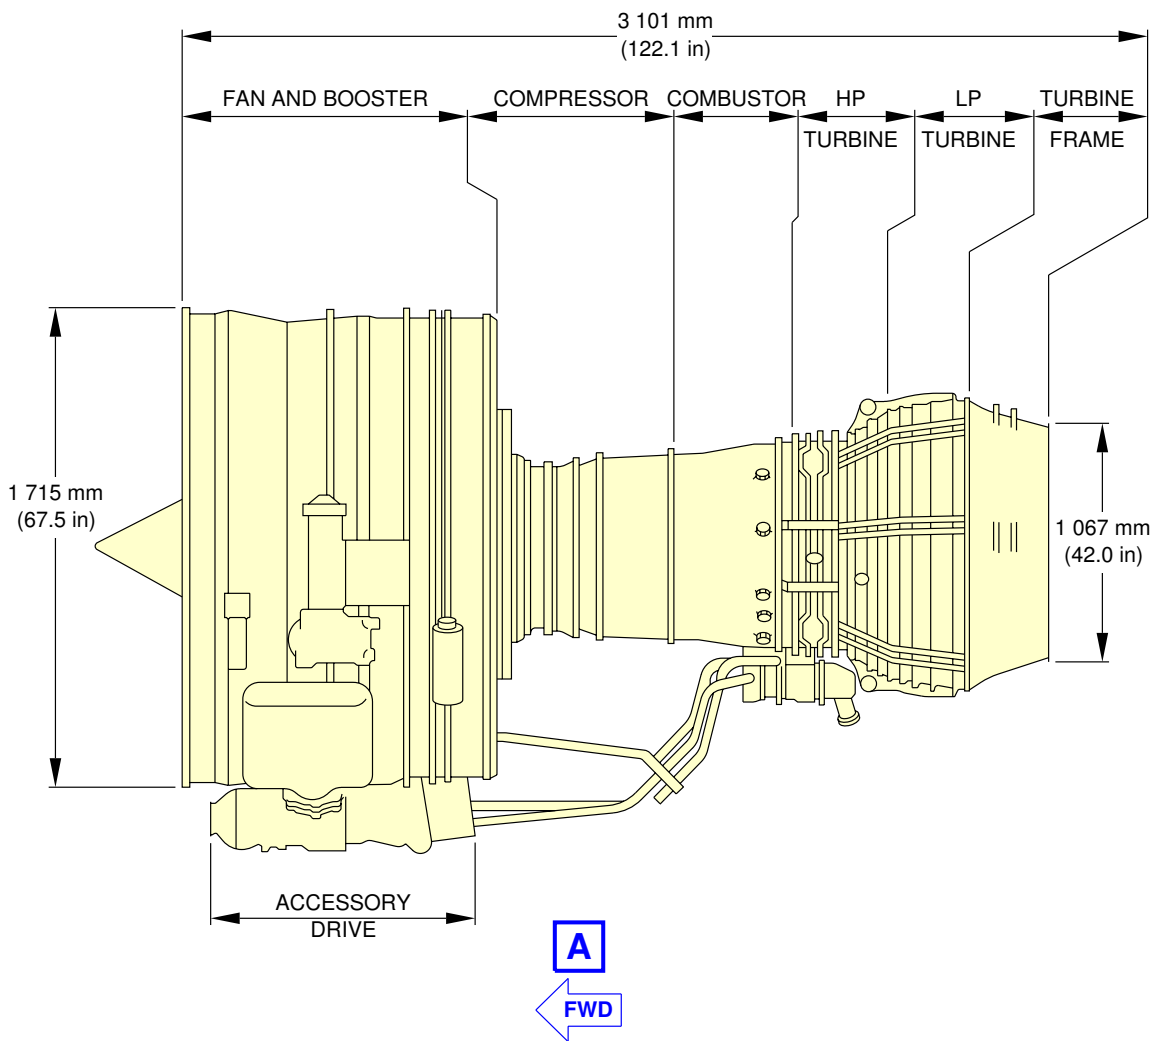 3 101 mm
(122.1 in)
FAN AND BOOSTER COMPRESSOR COMBUSTOR HP LP TURBINE
TURBINE TURBINE FRAME
1 715 mm
(67.5 in)
1 067 mm
(42.0 in)
ACCESSORY
DRIVE
A
FWD